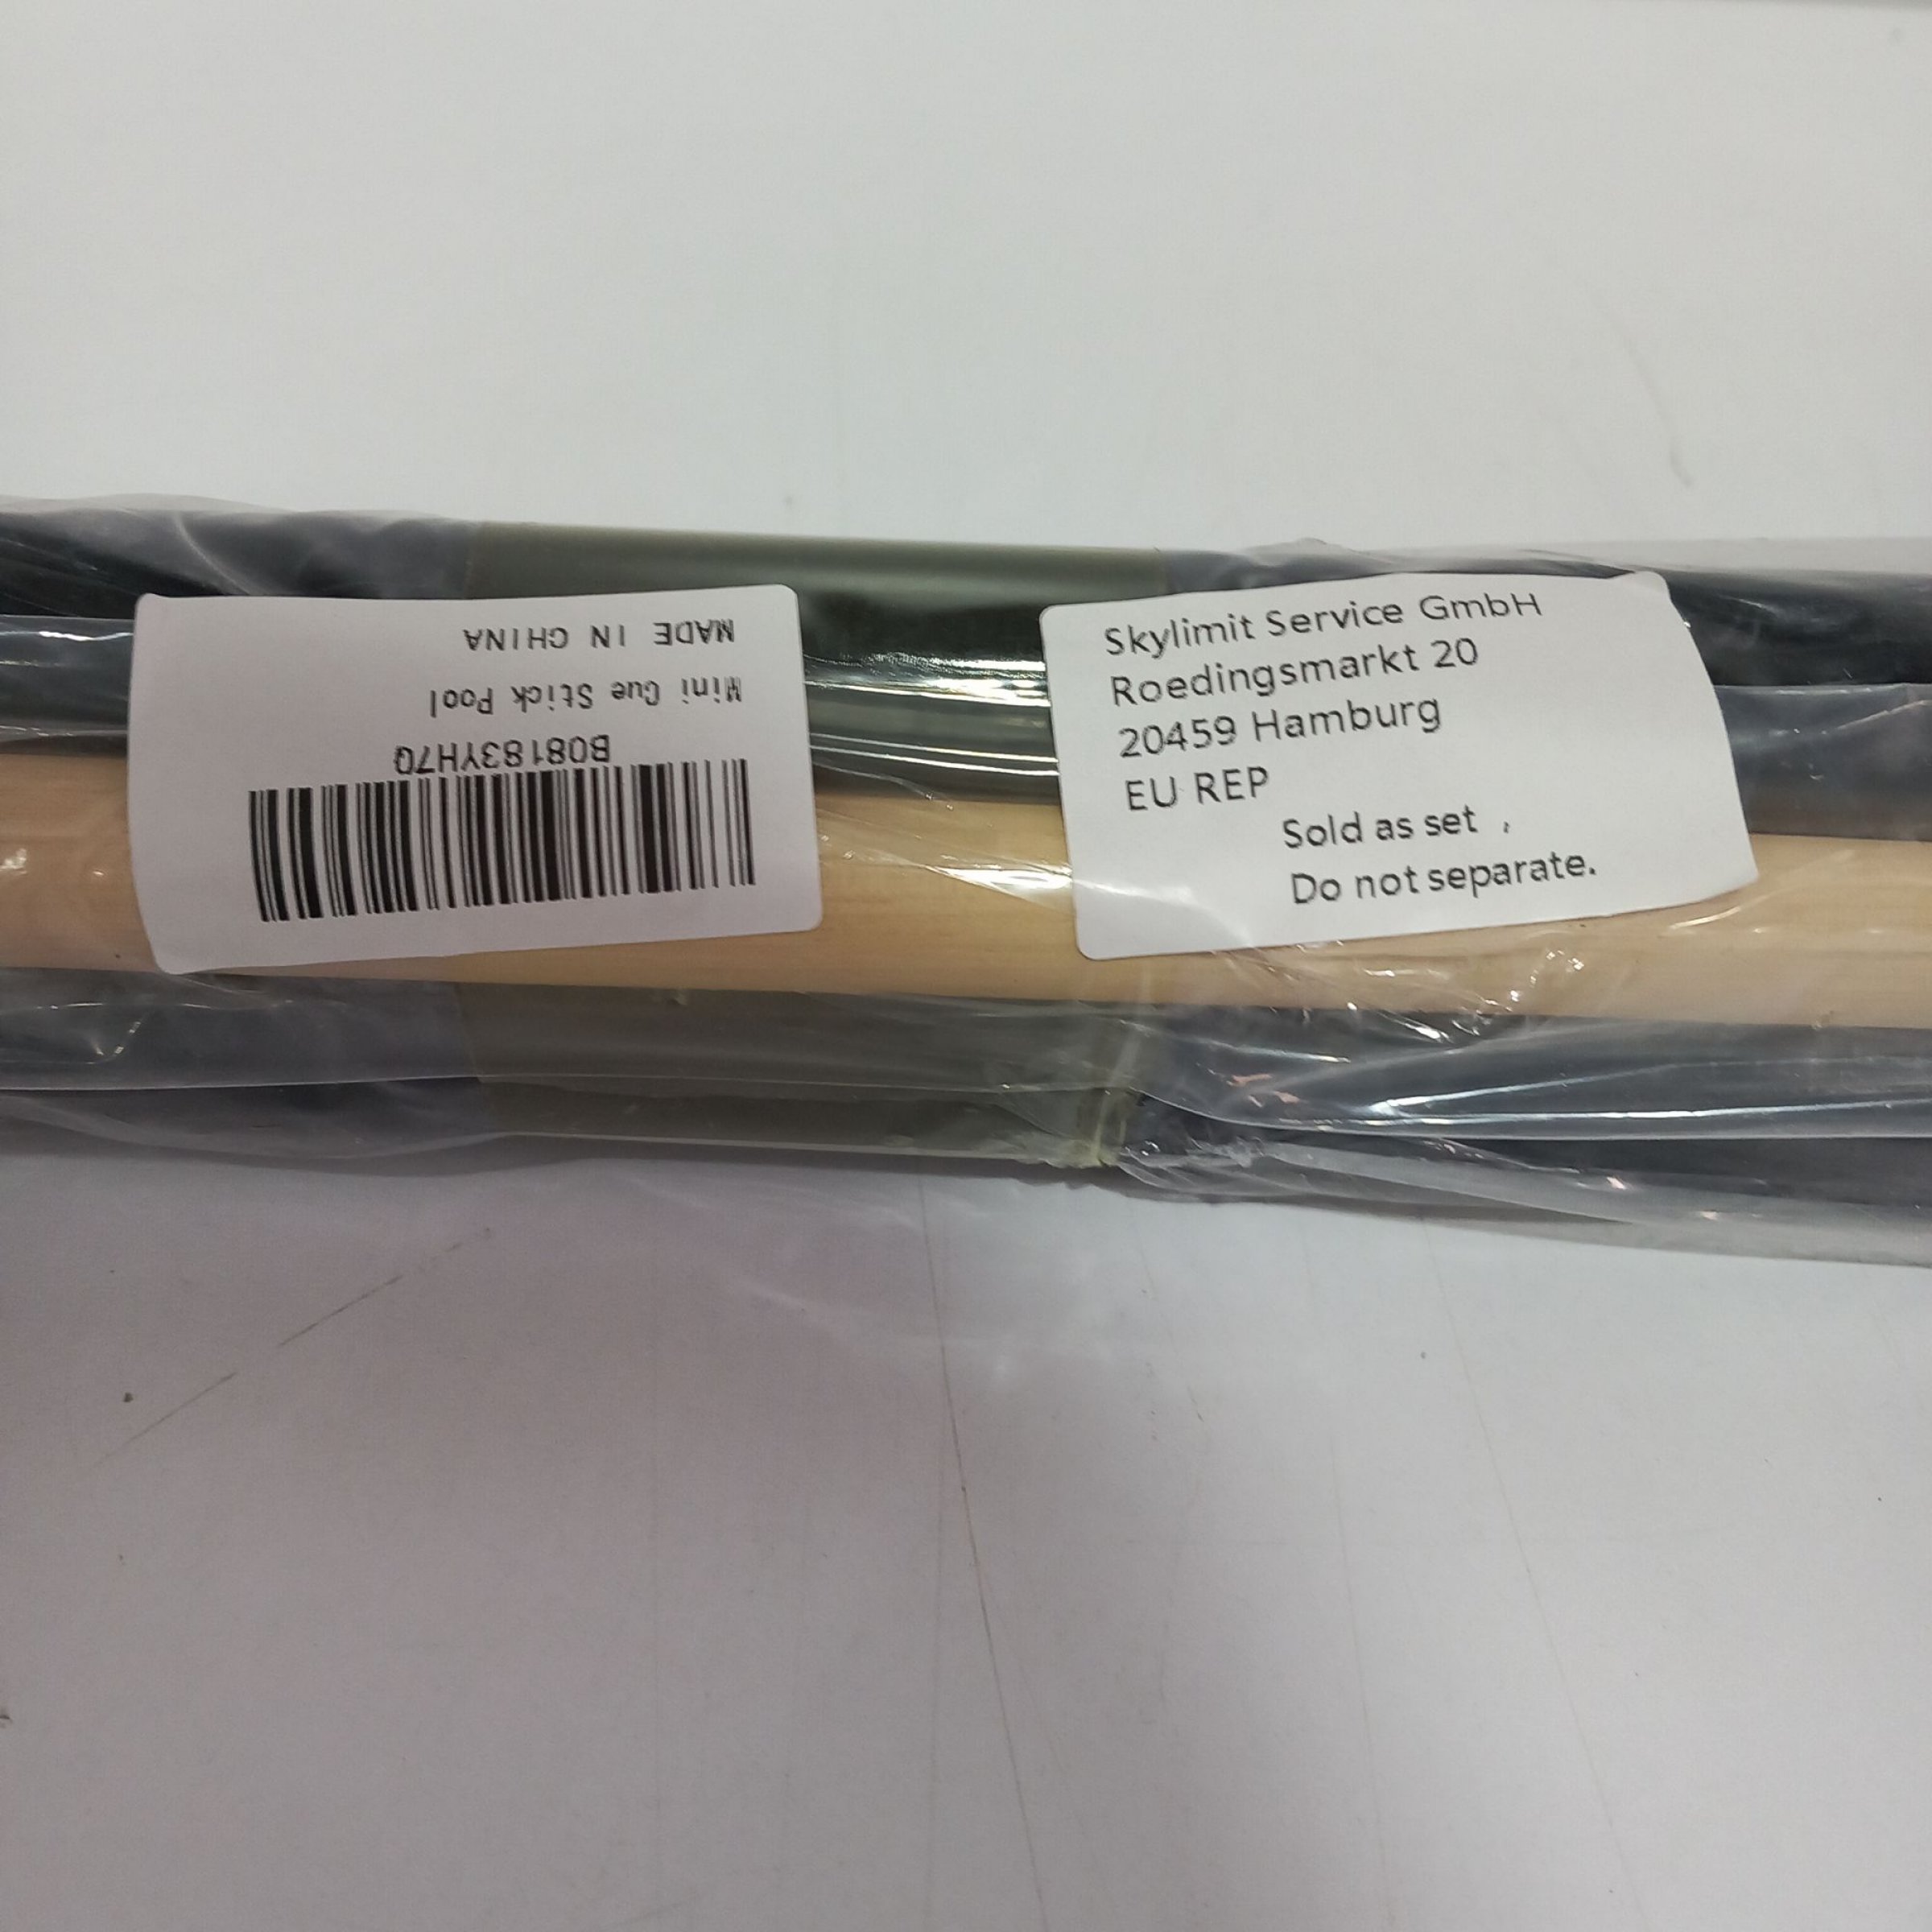 B08183YH7Q
Mini Cue Stick Pool
MADE IN CHINA
Skylimit Service GmbH
Roedingsmarkt 20
20459 Hamburg
EU REP
Sold as set ,
Do not separate.